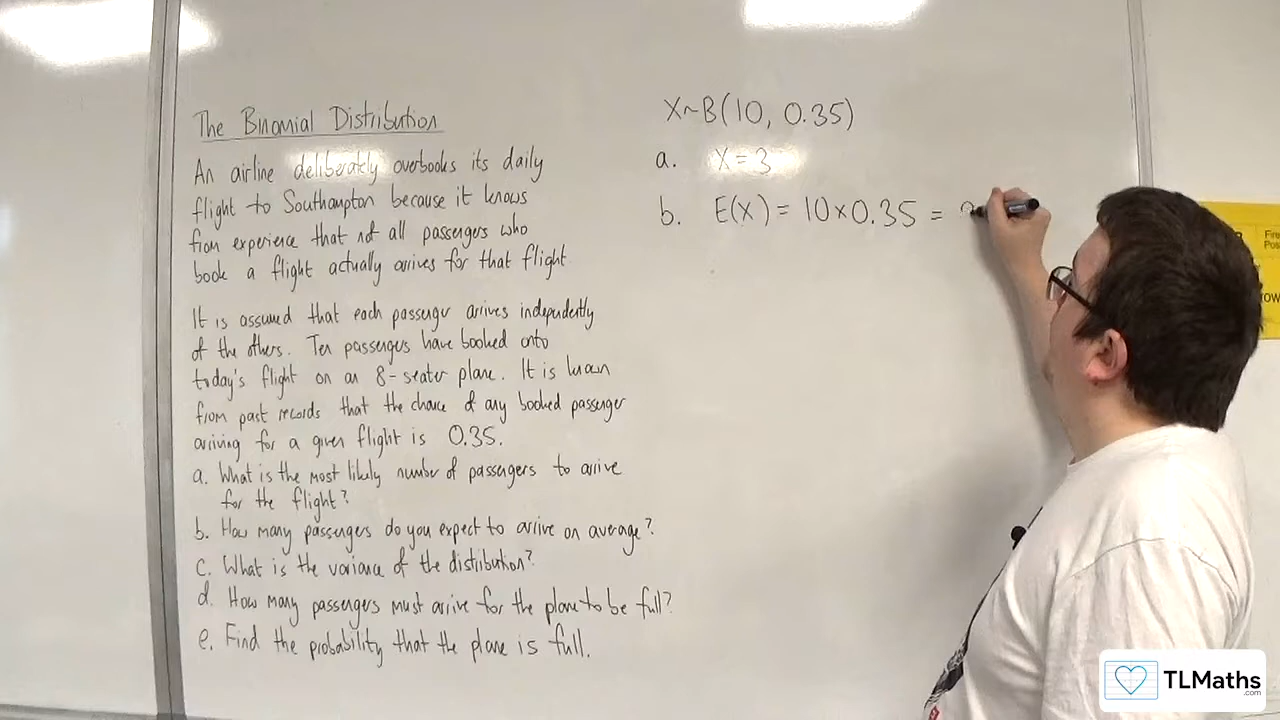 The Binomial Distribution
An airline deliberately overbooks its daily
flight to Southampton because it knows
from experience that not all passengers who
book a flight actually arrives for that flight
It is assumed that each passenger arrives independently
of the others. Ten passengers have booked onto
today's flight on an 8-seater plane. It is known
from past records that the chance of any booked passenger
arriving for a given flight is 0.35.
a. What is the most likely number of passengers to arrive
for the flight?
b. How many passengers do you expect to arrive on average?
c. What is the variance of the distribution?
d. How many passengers must arrive for the plane to be full?
e. Find the probability that the plane is full.
X~B(10, 0.35)
a. X = 3
b. E(X) = 10×0.35 =
Fire
TLMaths
.com